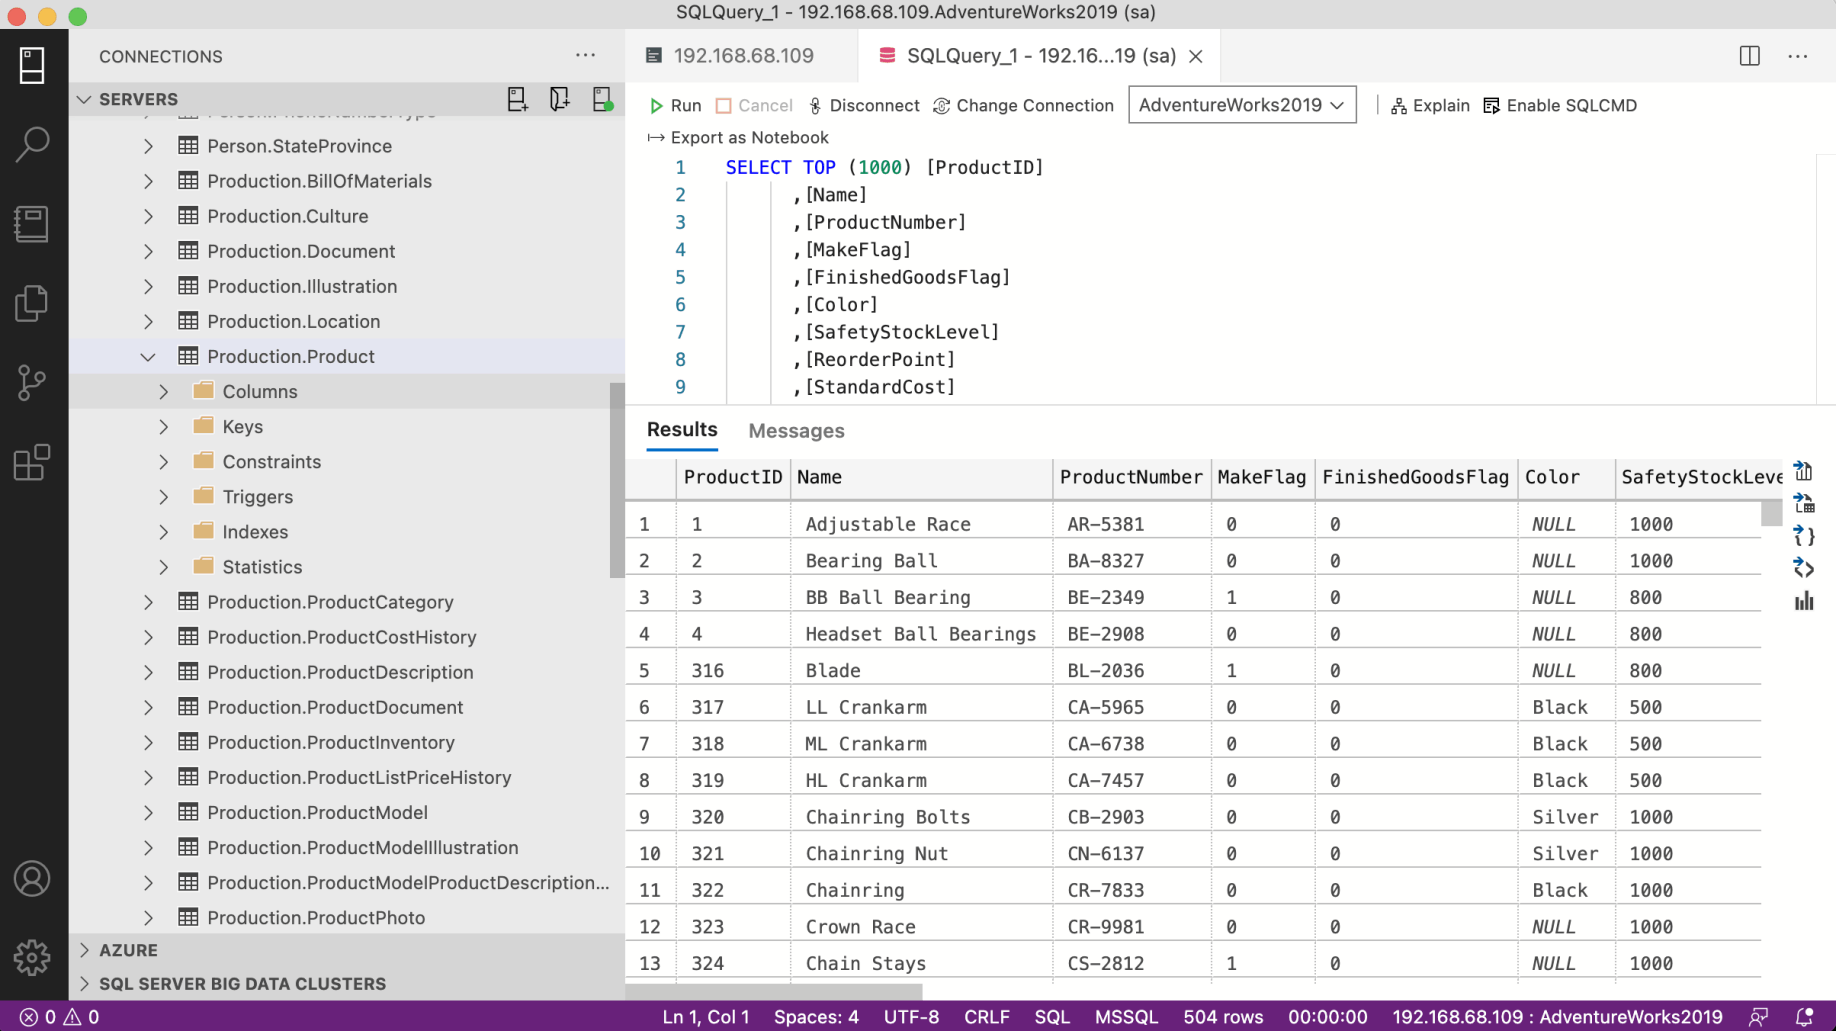 SQLQuery_1 - 192.168.68.109.AdventureWorks2019 (sa)
CONNECTIONS
SERVERS
Person.StateProvince
Production.BillOfMaterials
Production.Culture
Production.Document
Production.Illustration
Production.Location
Production.Product
Columns
Keys
Constraints
Triggers
Indexes
Statistics
Production.ProductCategory
Production.ProductCostHistory
Production.ProductDescription
Production.ProductDocument
Production.ProductInventory
Production.ProductListPriceHistory
Production.ProductModel
Production.ProductModelIllustration
Production.ProductModelProductDescription...
Production.ProductPhoto
AZURE
SQL SERVER BIG DATA CLUSTERS
192.168.68.109 SQLQuery_1 - 192.16...19 (sa)
Run Cancel Disconnect Change Connection AdventureWorks2019 Explain Enable SQLCMD
Export as Notebook
1 SELECT TOP (1000) [ProductID]
2 ,[Name]
3 ,[ProductNumber]
4 ,[MakeFlag]
5 ,[FinishedGoodsFlag]
6 ,[Color]
7 ,[SafetyStockLevel]
8 ,[ReorderPoint]
9 ,[StandardCost]
Results Messages
ProductID Name ProductNumber MakeFlag FinishedGoodsFlag Color SafetyStockLeve
1 1 Adjustable Race AR-5381 0 0 NULL 1000
2 2 Bearing Ball BA-8327 0 0 NULL 1000
3 3 BB Ball Bearing BE-2349 1 0 NULL 800
4 4 Headset Ball Bearings BE-2908 0 0 NULL 800
5 316 Blade BL-2036 1 0 NULL 800
6 317 LL Crankarm CA-5965 0 0 Black 500
7 318 ML Crankarm CA-6738 0 0 Black 500
8 319 HL Crankarm CA-7457 0 0 Black 500
9 320 Chainring Bolts CB-2903 0 0 Silver 1000
10 321 Chainring Nut CN-6137 0 0 Silver 1000
11 322 Chainring CR-7833 0 0 Black 1000
12 323 Crown Race CR-9981 0 0 NULL 1000
13 324 Chain Stays CS-2812 1 0 NULL 1000
0 0 Ln 1, Col 1 Spaces: 4 UTF-8 CRLF SQL MSSQL 504 rows 00:00:00 192.168.68.109 : AdventureWorks2019